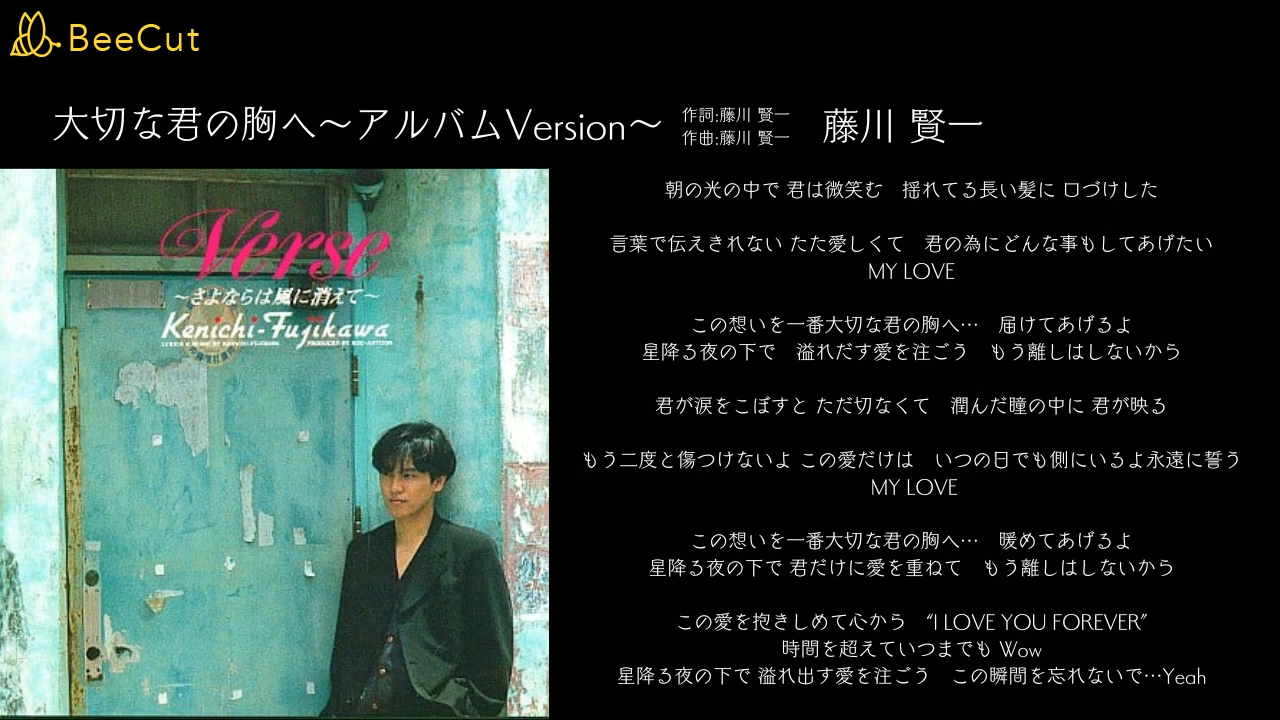 BeeCut
大切な君の胸へ～アルバムVersion～
作詞:藤川 賢一
作曲:藤川 賢一
藤川 賢一
Verse
～さよならは風に消えて～
Kenichi-Fujikawa
朝の光の中で 君は微笑む　揺れてる長い髪に 口づけした
言葉で伝えきれない たた愛しくて　君の為にどんな事もしてあげたい
MY LOVE
この想いを一番大切な君の胸へ…　届けてあげるよ
星降る夜の下で　溢れだす愛を注ごう　もう離しはしないから
君が涙をこぼすと ただ切なくて　潤んだ瞳の中に 君が映る
もう二度と傷つけないよ この愛だけは　いつの日でも側にいるよ永遠に誓う
MY LOVE
この想いを一番大切な君の胸へ…　暖めてあげるよ
星降る夜の下で 君だけに愛を重ねて　もう離しはしないから
この愛を抱きしめて心から　“I LOVE YOU FOREVER”
時間を超えていつまでも Wow
星降る夜の下で 溢れ出す愛を注ごう　この瞬間を忘れないで…Yeah